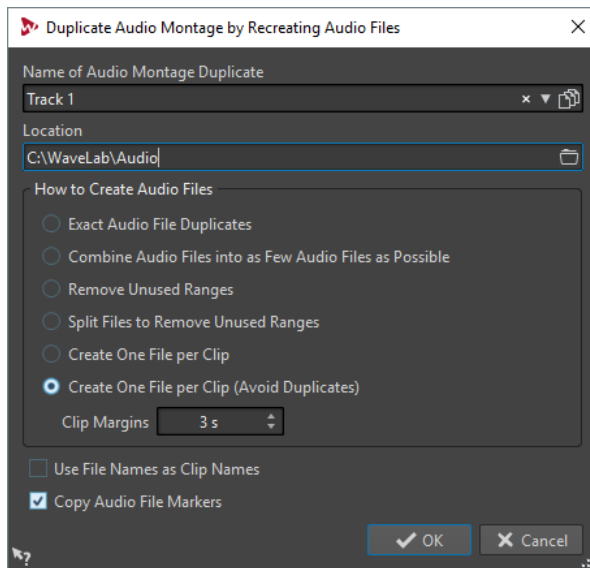 Duplicate Audio Montage by Recreating Audio Files
Name of Audio Montage Duplicate
Track 1
Location
C:\WaveLab\Audio
How to Create Audio Files
Exact Audio File Duplicates
Combine Audio Files into as Few Audio Files as Possible
Remove Unused Ranges
Split Files to Remove Unused Ranges
Create One File per Clip
Create One File per Clip (Avoid Duplicates)
Clip Margins 3 s
Use File Names as Clip Names
Copy Audio File Markers
OK Cancel
?